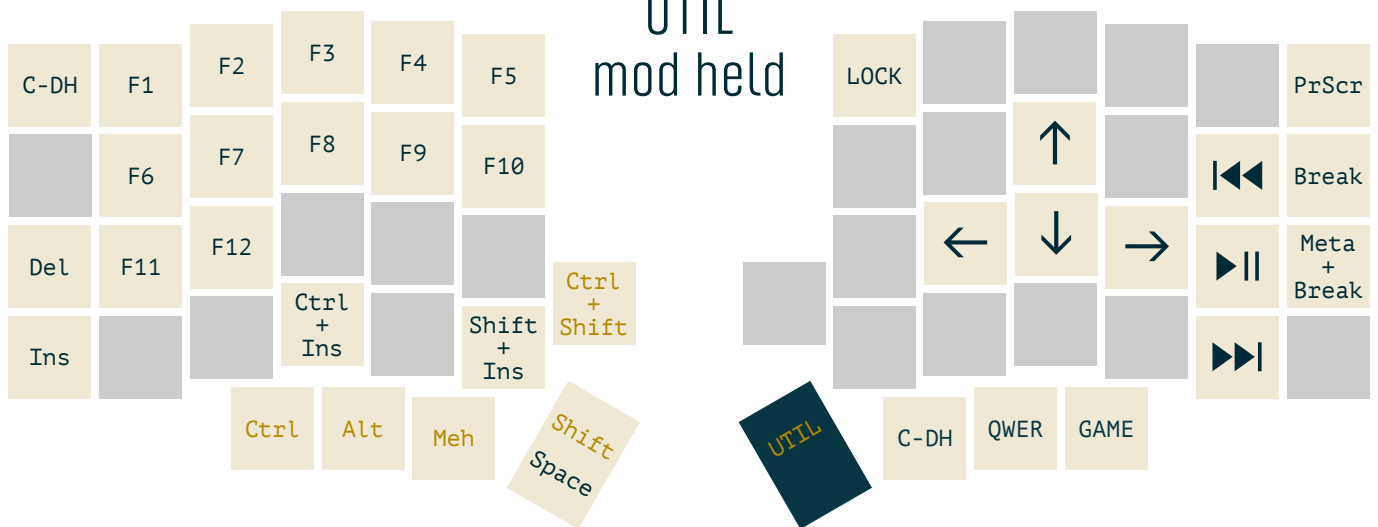 UTIL
mod held
C-DH F1 F2 F3 F4 F5
F6 F7 F8 F9 F10
Del F11 F12
Ins
Ctrl
+
Ins
Shift
+
Ins
Ctrl
+
Shift
Ctrl Alt Meh
Shift
Space
LOCK PrScr
↑ Break
← ↓ →
Meta
+
Break
UTIL
C-DH QWER GAME